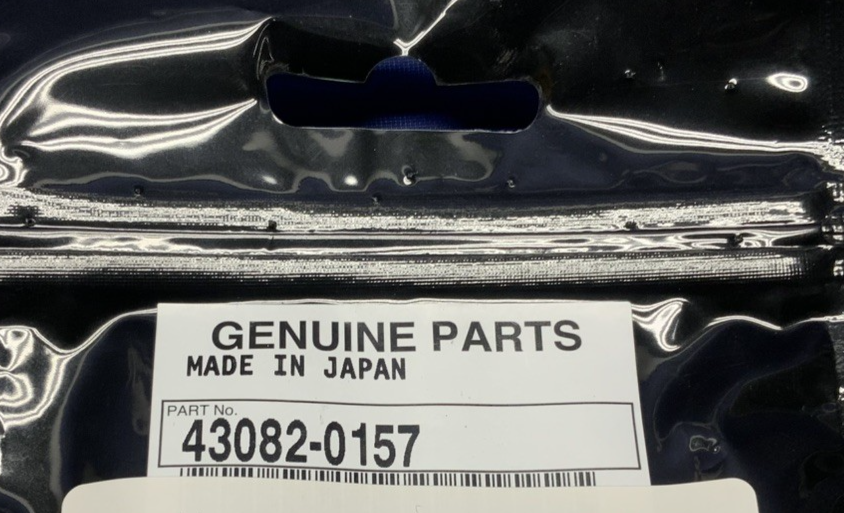 GENUINE PARTS
MADE IN JAPAN
PART No.
43082-0157